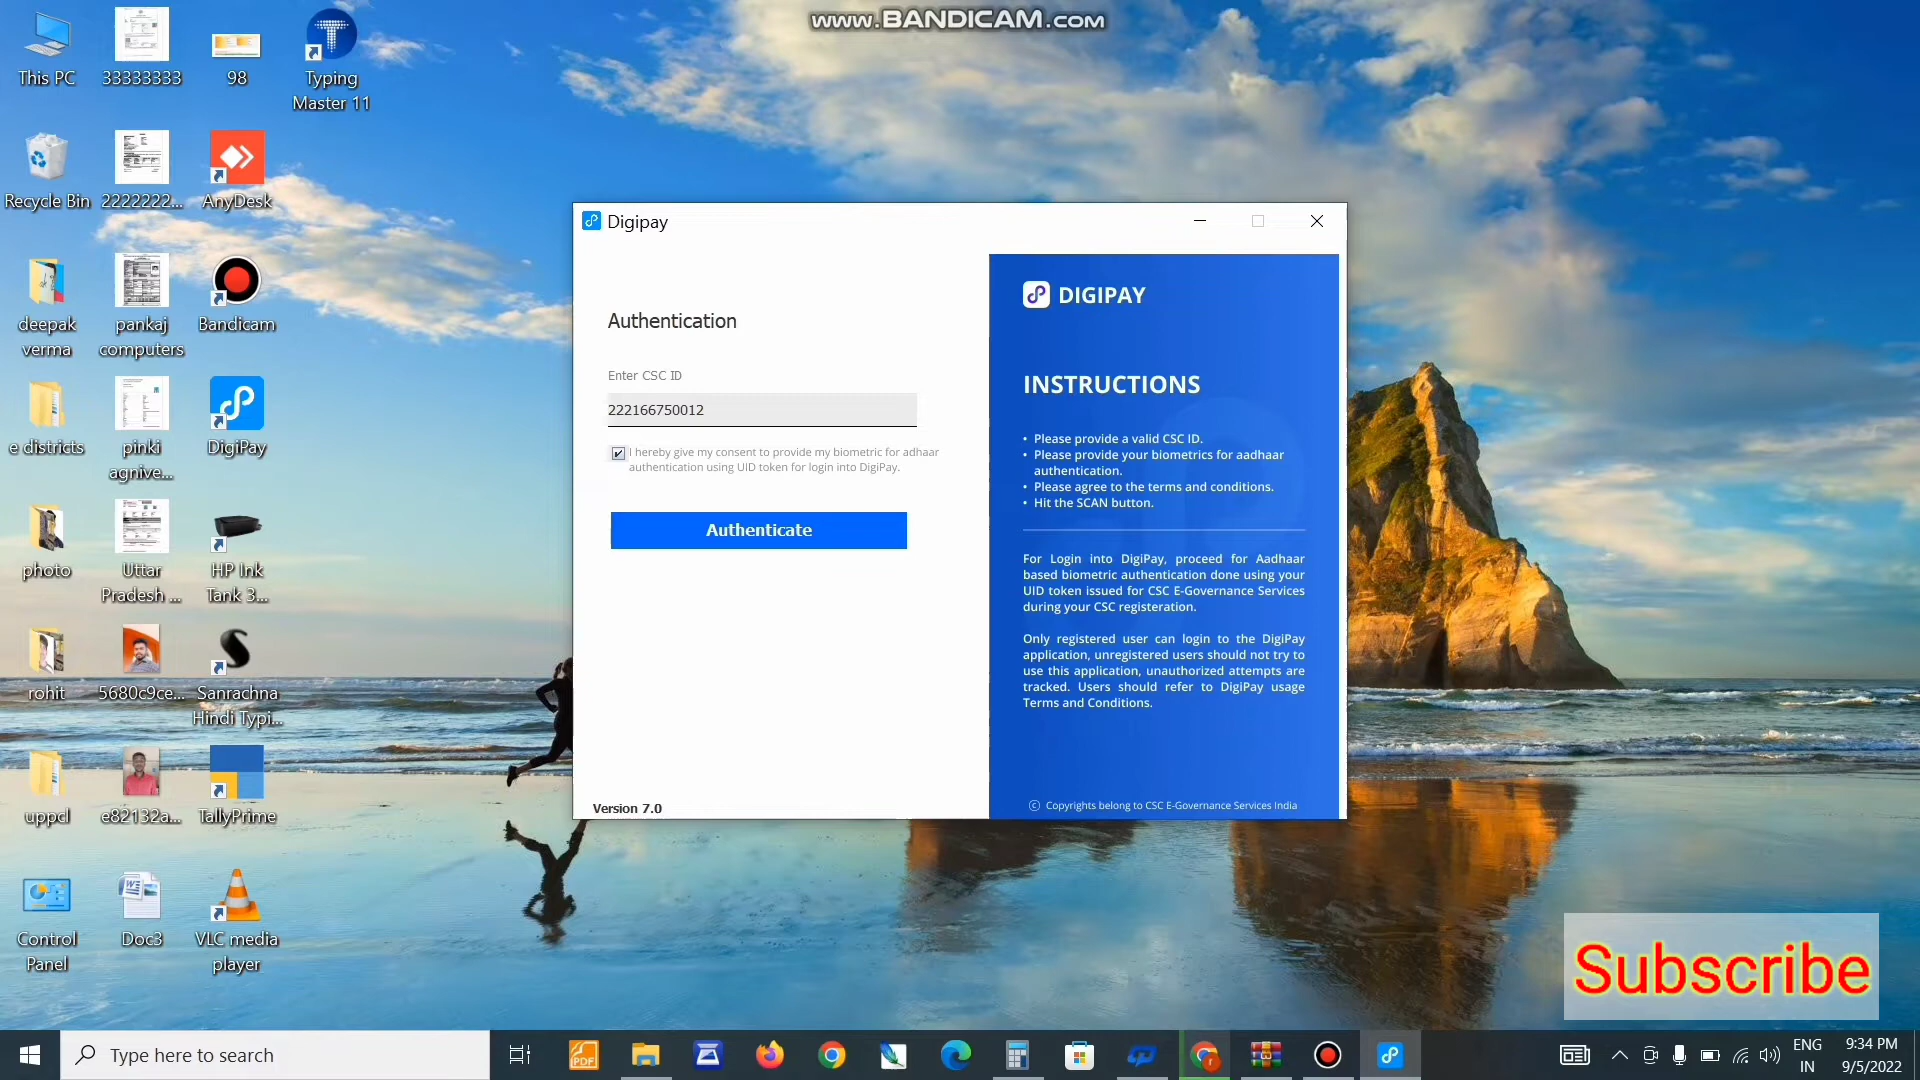 www.BANDICAM.com
This PC
33333333
98
Typing
Master 11
Recycle Bin
2222222...
AnyDesk
deepak
verma
pankaj
computers
Bandicam
e districts
pinki
agnive...
DigiPay
photo
Uttar
Pradesh ...
HP Ink
Tank 3...
rohit
5680c9ce...
Sanrachna
Hindi Typi...
uppcl
e82132a...
TallyPrime
Control
Panel
Doc3
VLC media
player
Digipay
Authentication
Enter CSC ID
222166750012
I hereby give my consent to provide my biometric for adhaar
authentication using UID token for login into DigiPay.
Authenticate
Version 7.0
DIGIPAY
INSTRUCTIONS
• Please provide a valid CSC ID.
• Please provide your biometrics for aadhaar
authentication.
• Please agree to the terms and conditions.
• Hit the SCAN button.
For Login into DigiPay, proceed for Aadhaar
based biometric authentication done using your
UID token issued for CSC E-Governance Services
during your CSC registeration.
Only registered user can login to the DigiPay
application, unregistered users should not try to
use this application, unauthorized attempts are
tracked. Users should refer to DigiPay usage
Terms and Conditions.
© Copyrights belong to CSC E-Governance Services India
Subscribe
Type here to search
ENG
IN
9:34 PM
9/5/2022